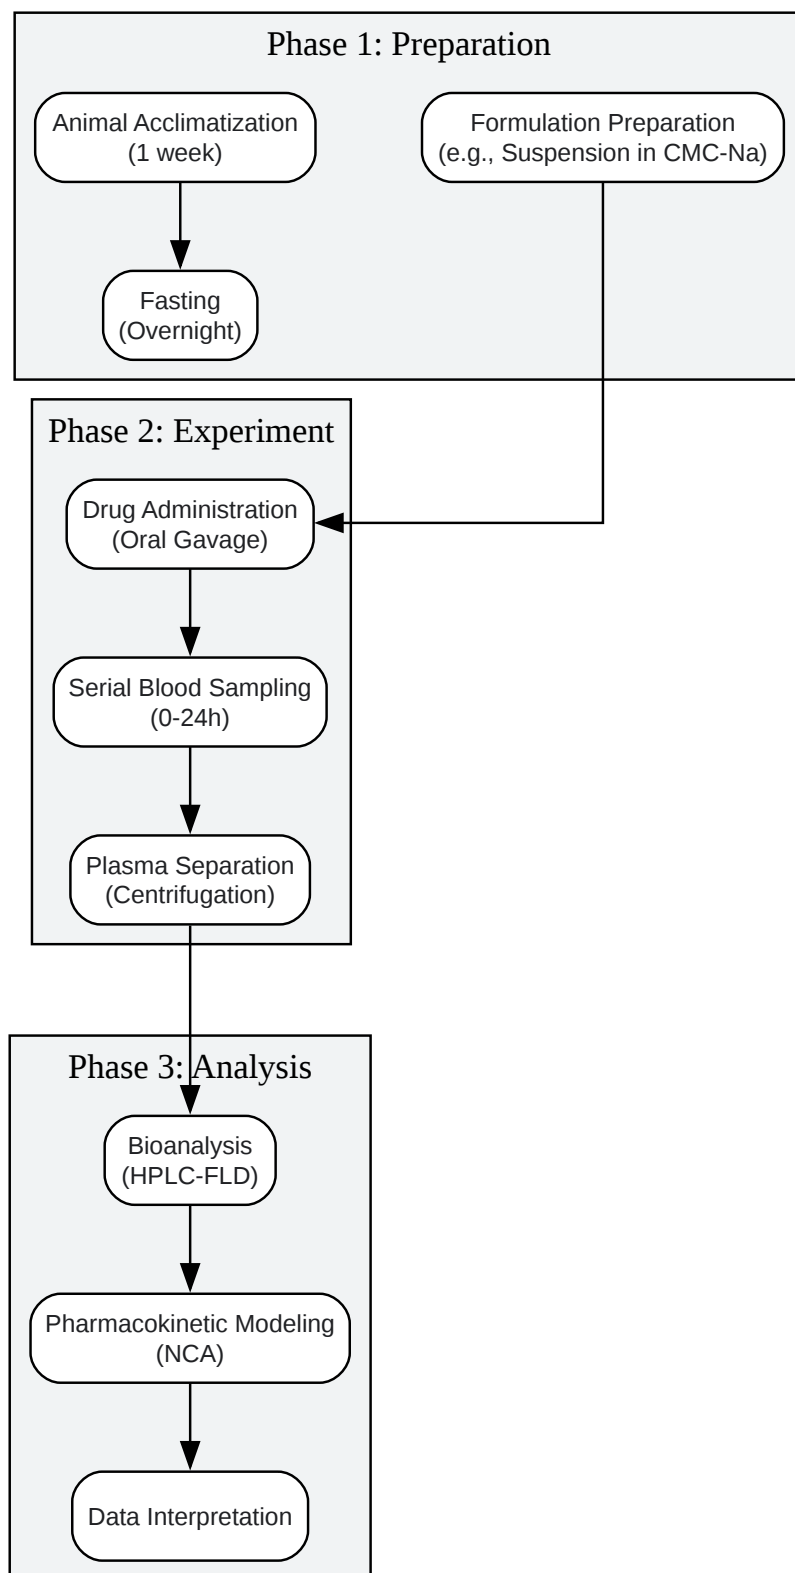 Phase 1: Preparation
Animal Acclimatization
(1 week)
Formulation Preparation
(e.g., Suspension in CMC-Na)
Fasting
(Overnight)
Phase 2: Experiment
Drug Administration
(Oral Gavage)
Serial Blood Sampling
(0-24h)
Plasma Separation
(Centrifugation)
Phase 3: Analysis
Bioanalysis
(HPLC-FLD)
Pharmacokinetic Modeling
(NCA)
Data Interpretation